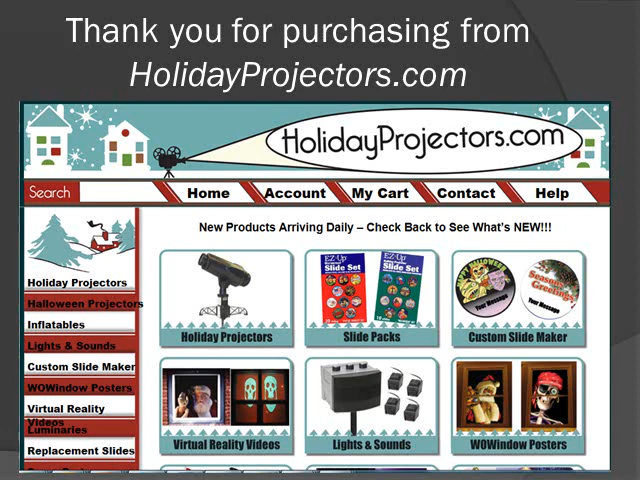 Thank you for purchasing from
HolidayProjectors.com
HolidayProjectors.com
Search
Home
Account
My Cart
Contact
Help
New Products Arriving Daily – Check Back to See What's NEW!!!
Holiday Projectors
Halloween Projectors
Inflatables
Lights & Sounds
Custom Slide Maker
WOWindow Posters
Virtual Reality
Videos
Luminaries
Replacement Slides
Holiday Projectors
EZ-Up
Slide Set
EZ-Up
Slide Set
Slide Packs
Happy Halloween
Your Message
Seasons
Greetings
Your Message
Custom Slide Maker
Virtual Reality Videos
Lights & Sounds
WOWindow Posters